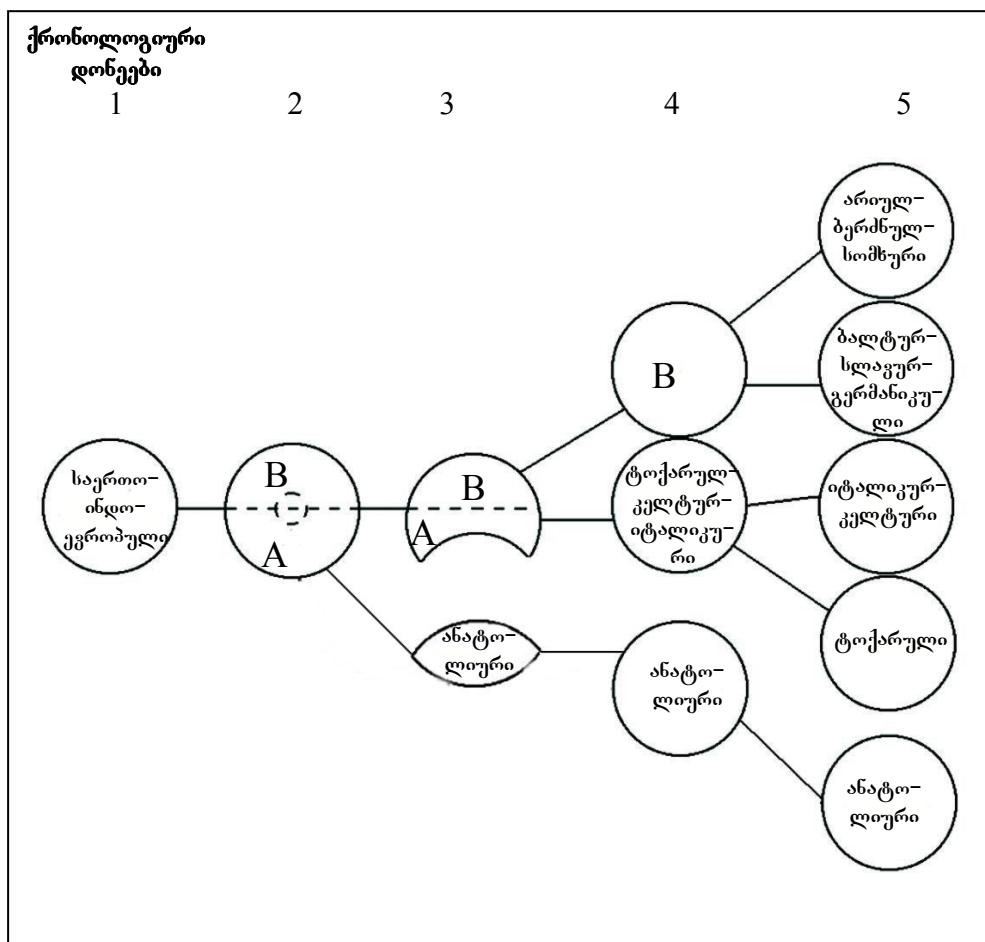 ქრონოლოგიური
დონეები
1 2 3 4 5
არიულ-
ბერძნულ-
სომხური
B
ბალტურ-
სლავურ-
გერმანიკუ-
ლი
საერთო-
ინდო-
ევროპული
B
A
B
A
ტოქარულ-
კელტურ-
იტალიკუ-
რი
იტალიკურ-
კელტური
ანატო-
ლიური
ანატო-
ლიური
ტოქარული
ანატო-
ლიური